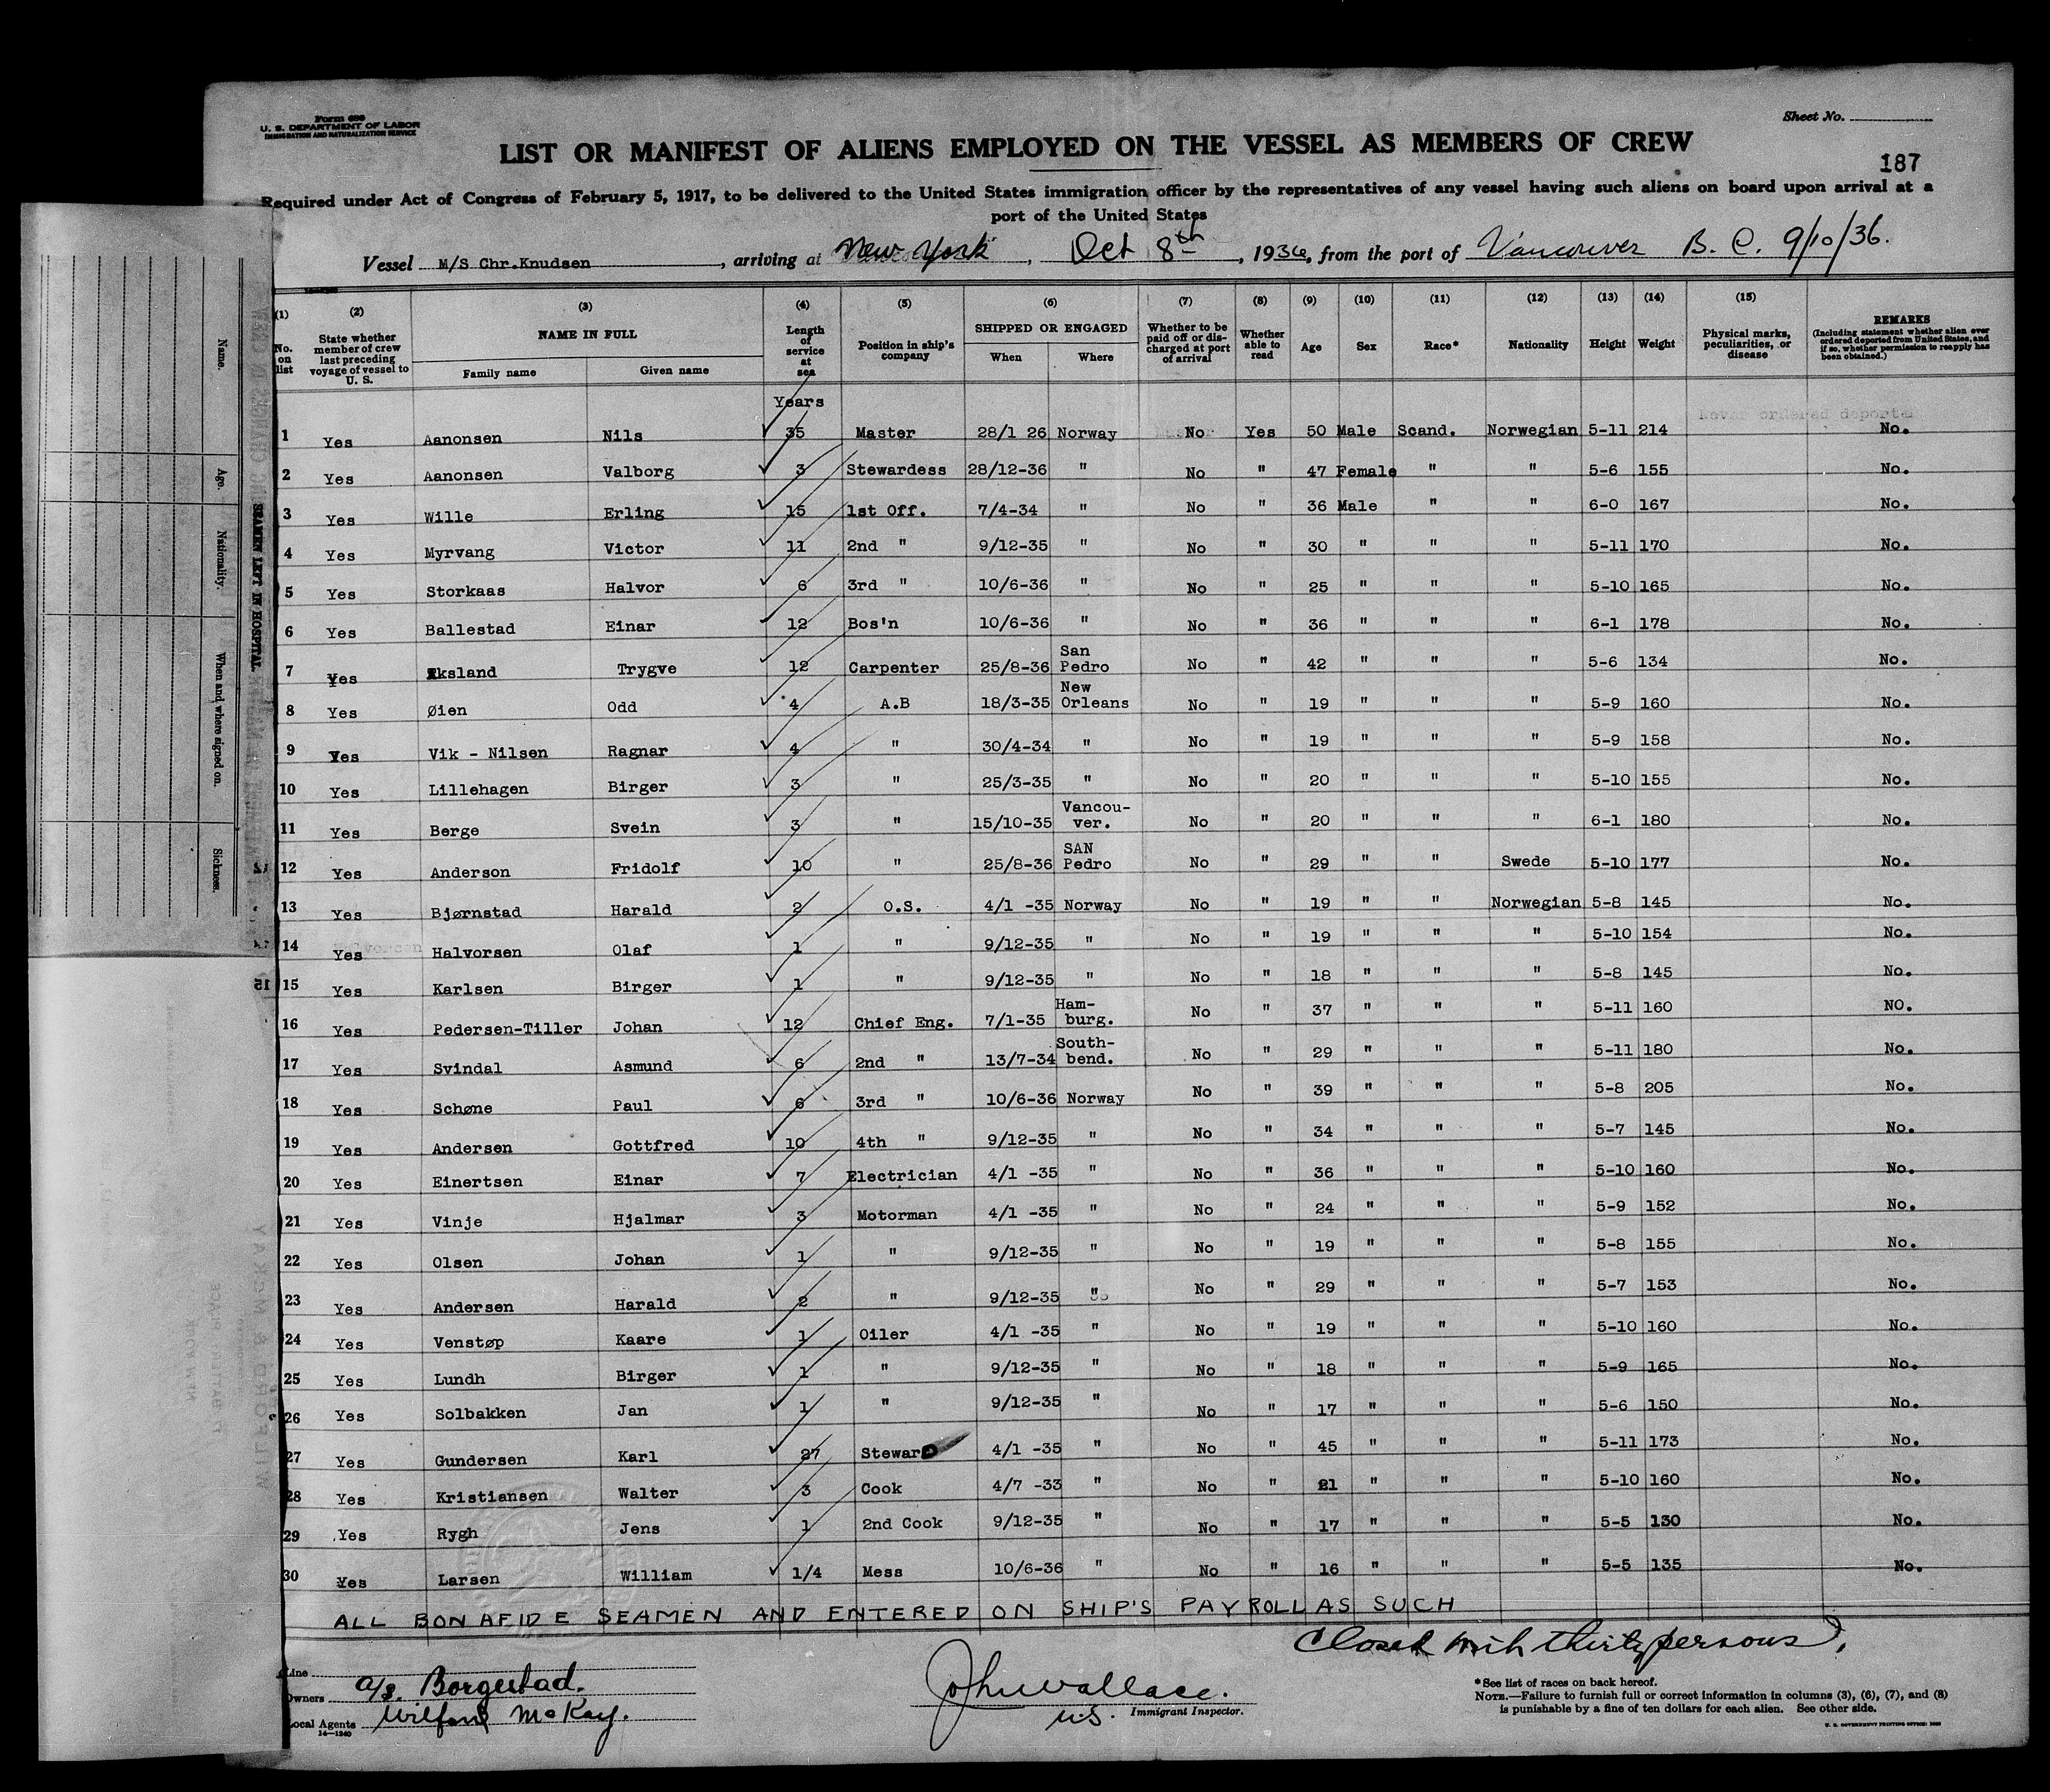 Form 680
U. S. DEPARTMENT OF LABOR
IMMIGRATION AND NATURALIZATION SERVICE
Sheet No.
LIST OR MANIFEST OF ALIENS EMPLOYED ON THE VESSEL AS MEMBERS OF CREW
187
Required under Act of Congress of February 5, 1917, to be delivered to the United States immigration officer by the representatives of any vessel having such aliens on board upon arrival at a
port of the United States
Vessel M/S Chr.Knudsen, arriving at New York, Oct 8th, 1936, from the port of Vancouver B. C. 9/10/36.
(1) No. on list (2) State whether member of crew last preceding voyage of vessel to U. S. (3) NAME IN FULL Family name Given name (4) Length of service at sea (5) Position in ship's company (6) SHIPPED OR ENGAGED When Where (7) Whether to be paid off or discharged at port of arrival (8) Whether able to read (9) Age (10) Sex (11) Race* (12) Nationality (13) Height (14) Weight (15) Physical marks, peculiarities, or disease REMARKS (Including statement whether alien ever ordered deported from United States, and if so, whether permission to reapply has been obtained.)
Years
1 Yes Aanonsen Nils 35 Master 28/1 26 Norway No Yes 50 Male Scand. Norwegian 5-11 214 No.
2 Yes Aanonsen Valborg 3 Stewardess 28/12-36 " No " 47 Female " " 5-6 155 No.
3 Yes Wille Erling 15 1st Off. 7/4-34 " No " 36 Male " " 6-0 167 No.
4 Yes Myrvang Victor 11 2nd " 9/12-35 " No " 30 " " " 5-11 170 No.
5 Yes Storkaas Halvor 6 3rd " 10/6-36 " No " 25 " " " 5-10 165 No.
6 Yes Ballestad Einar 12 Bos'n 10/6-36 " No " 36 " " " 6-1 178 No.
7 Yes ksland Trygve 12 Carpenter 25/8-36 San Pedro No " 42 " " " 5-6 134 No.
8 Yes Øien Odd 4 A.B 18/3-35 New Orleans No " 19 " " " 5-9 160 No.
9 Yes Vik - Nilsen Ragnar 4 " 30/4-34 " No " 19 " " " 5-9 158 No.
10 Yes Lillehagen Birger 3 " 25/3-35 " No " 20 " " " 5-10 155 No.
11 Yes Berge Svein 3 " 15/10-35 Vancou-ver. No " 20 " " " 6-1 180 No.
12 Yes Anderson Fridolf 10 " 25/8-36 SAN Pedro No " 29 " " Swede 5-10 177 No.
13 Yes Bjørnstad Harald 2 O.S. 4/1 -35 Norway No " 19 " " Norwegian 5-8 145 No.
14 Yes Halvorsen Olaf 1 " 9/12-35 " No " 19 " " " 5-10 154 No.
15 Yes Karlsen Birger 1 " 9/12-35 " No " 18 " " " 5-8 145 No.
16 Yes Pedersen-Tiller Johan 12 Chief Eng. 7/1-35 Ham-burg. No " 37 " " " 5-11 160 NO.
17 Yes Svindal Asmund 6 2nd " 13/7-34 South-bend. No " 29 " " " 5-11 180 No.
18 Yes Schøne Paul 6 3rd " 10/6-36 Norway No " 39 " " " 5-8 205 No.
19 Yes Andersen Gottfred 10 4th " 9/12-35 " No " 34 " " " 5-7 145 No.
20 Yes Einertsen Einar 7 Electrician 4/1 -35 " No " 36 " " " 5-10 160 No.
21 Yes Vinje Hjalmar 3 Motorman 4/1 -35 " No " 24 " " " 5-9 152 No.
22 Yes Olsen Johan 1 " 9/12-35 " No " 19 " " " 5-8 155 No.
23 Yes Andersen Harald 2 " 9/12-35 " No " 29 " " " 5-7 153 No.
24 Yes Venstøp Kaare 1 Oiler 4/1 -35 " No " 19 " " " 5-10 160 No.
25 Yes Lundh Birger 1 " 9/12-35 " No " 18 " " " 5-9 165 No.
26 Yes Solbakken Jan 1 " 9/12-35 " No " 17 " " " 5-6 150 No.
27 Yes Gundersen Karl 27 Steward 4/1 -35 " No " 45 " " " 5-11 173 No.
28 Yes Kristiansen Walter 3 Cook 4/7 -33 " No " 21 " " " 5-10 160 No.
29 Yes Rygh Jens 1 2nd Cook 9/12-35 " No " 17 " " " 5-5 130 No.
30 Yes Larsen William 1/4 Mess 10/6-36 " No " 16 " " " 5-5 135 No.
ALL BONAFIDE SEAMEN AND ENTERED ON SHIP'S PAYROLL AS SUCH
Closed with thirty persons.
Line
Owners a/s. Borgestad.
Local Agents Wilford McKay.
14-1240
John Wallace.
U.S. Immigrant Inspector.
*See list of races on back hereof.
NOTE.—Failure to furnish full or correct information in columns (3), (6), (7), and (8)
is punishable by a fine of ten dollars for each alien. See other side.
Name.
Age.
Nationality.
When and where signed on.
Sickness.
SEAMEN LEFT IN HOSPITAL